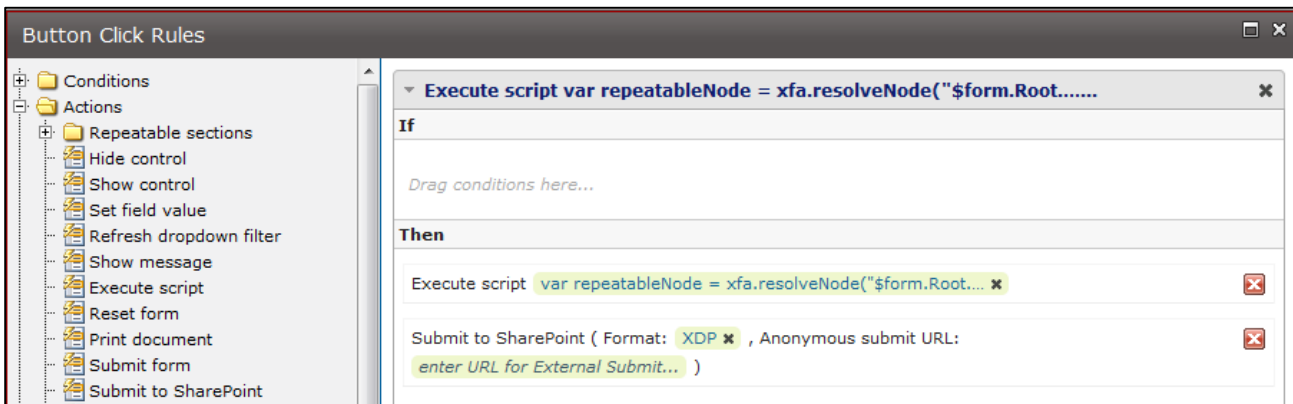 Button Click Rules
Conditions
Actions
Repeatable sections
Hide control
Show control
Set field value
Refresh dropdown filter
Show message
Execute script
Reset form
Print document
Submit form
Submit to SharePoint
Execute script var repeatableNode = xfa.resolveNode("$form.Root.......
If
Drag conditions here...
Then
Execute script var repeatableNode = xfa.resolveNode("$form.Root....
Submit to SharePoint ( Format: XDP , Anonymous submit URL:
enter URL for External Submit... )